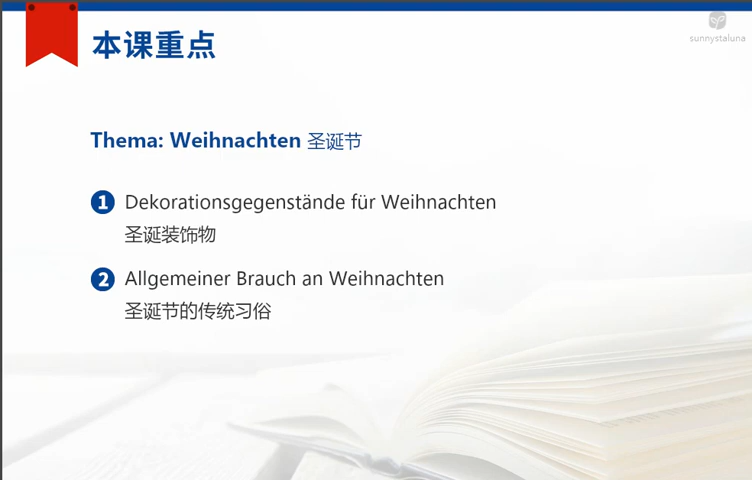 本课重点
sunnystaluna
Thema: Weihnachten 圣诞节
1 Dekorationsgegenstände für Weihnachten
圣诞装饰物
2 Allgemeiner Brauch an Weihnachten
圣诞节的传统习俗